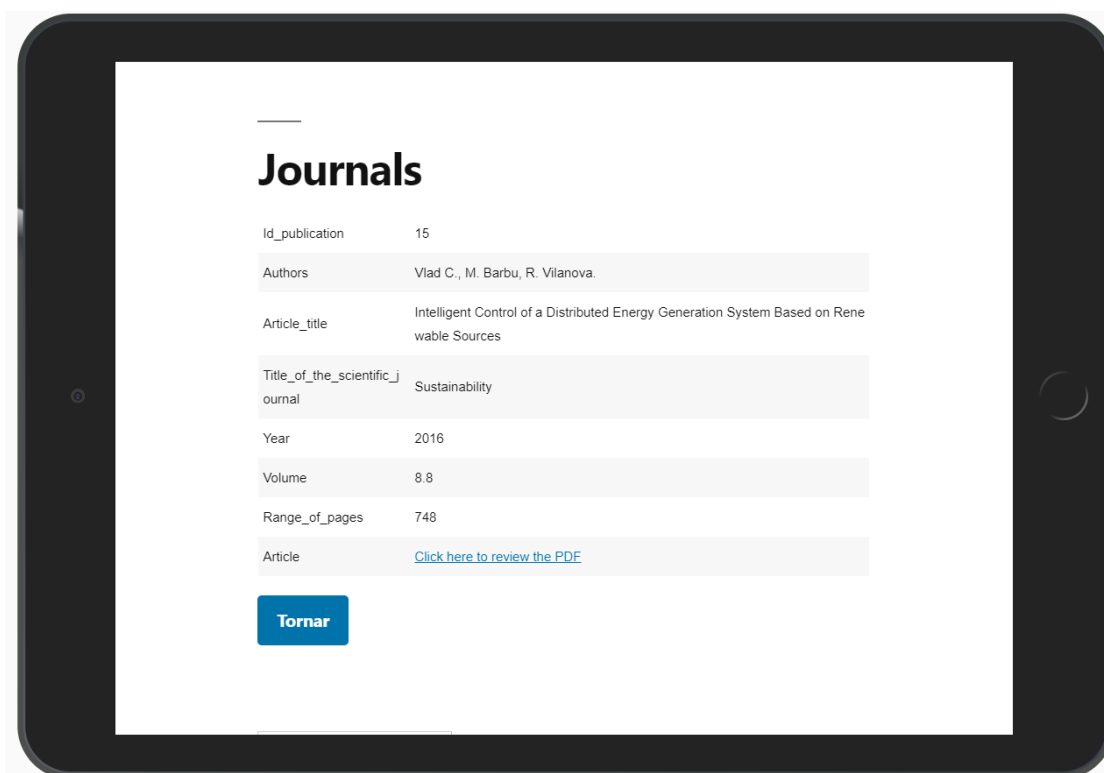 Journals
Id_publication 15
Authors Vlad C., M. Barbu, R. Vilanova.
Article_title Intelligent Control of a Distributed Energy Generation System Based on Rene
wable Sources
Title_of_the_scientific_j
ournal Sustainability
Year 2016
Volume 8.8
Range_of_pages 748
Article Click here to review the PDF
Tornar